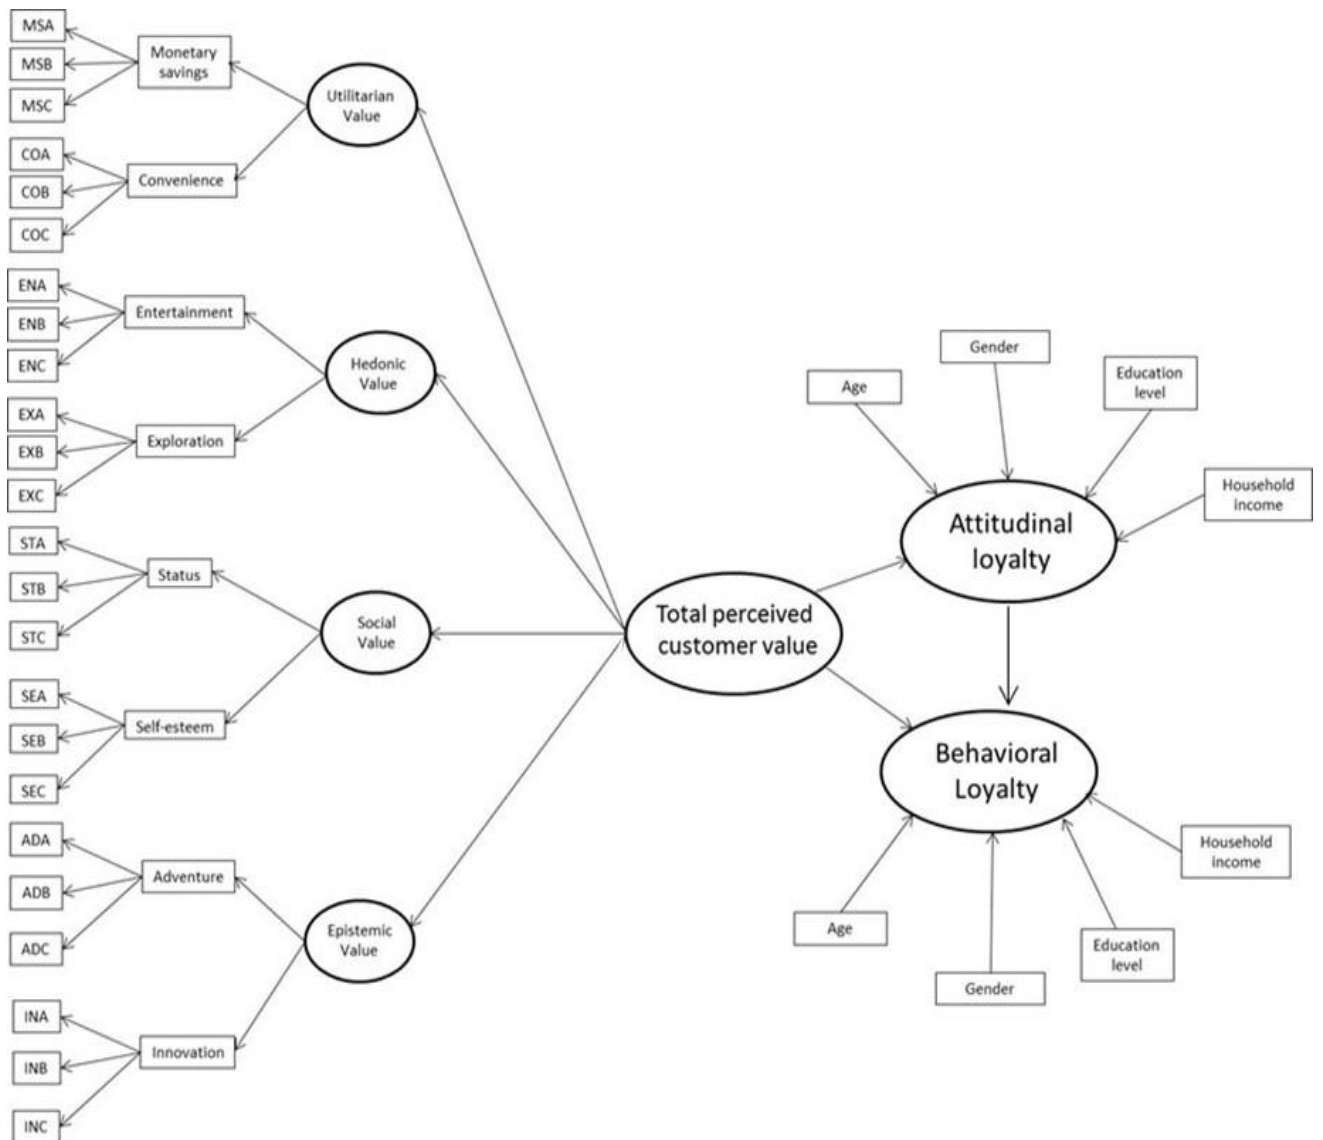 MSA
MSB
MSC
Monetary
savings
Utilitarian
Value
COA
COB
COC
Convenience
ENA
ENB
ENC
Entertainment
Hedonic
Value
EXA
EXB
EXC
Exploration
STA
STB
STC
Status
Social
Value
SEA
SEB
SEC
Self-esteem
ADA
ADB
ADC
Adventure
Epistemic
Value
INA
INB
INC
Innovation
Total perceived
customer value
Age
Gender
Education
level
Household
income
Attitudinal
loyalty
Behavioral
Loyalty
Household
income
Age
Gender
Education
level